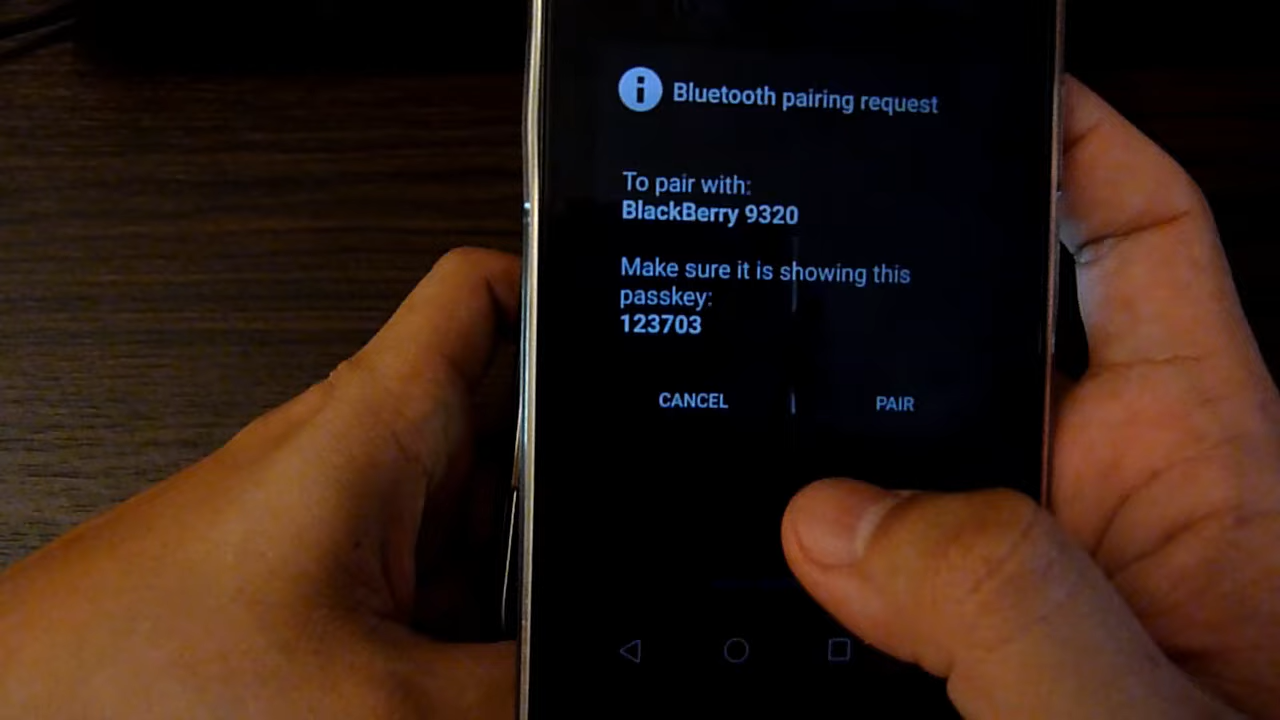 Bluetooth pairing request
To pair with:
BlackBerry 9320
Make sure it is showing this
passkey:
123703
CANCEL PAIR